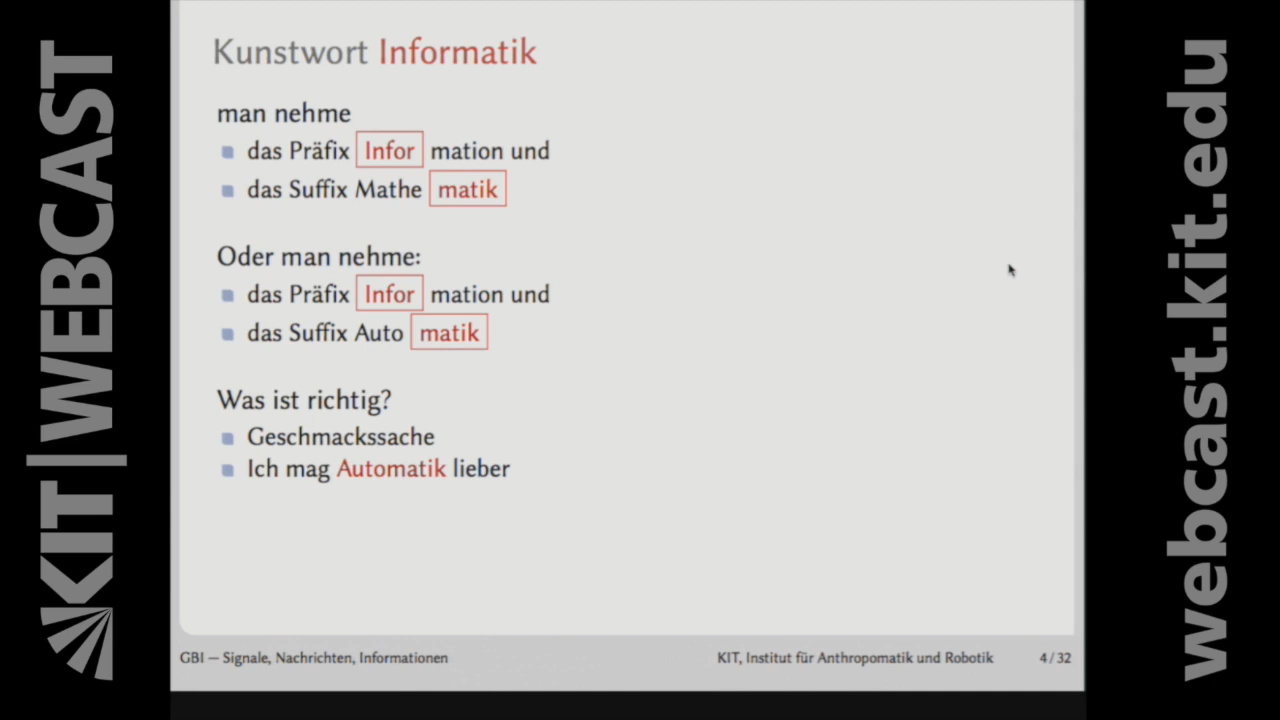 KIT|WEBCAST
Kunstwort Informatik
man nehme
das Präfix Infor mation und
das Suffix Mathe matik
Oder man nehme:
das Präfix Infor mation und
das Suffix Auto matik
Was ist richtig?
Geschmackssache
Ich mag Automatik lieber
GBI — Signale, Nachrichten, Informationen
KIT, Institut für Anthropomatik und Robotik
4 / 32
webcast.kit.edu